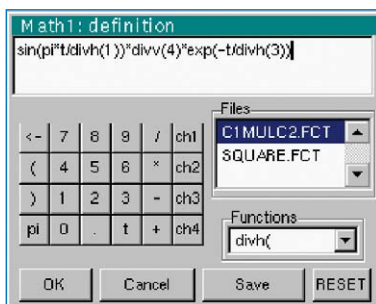 Math1: definition
sin(pi*t/divh(1))*divv(4)*exp(-t/divh(3))
Files
C1MULC2.FCT
SQUARE.FCT
<- 7 8 9 / ch1
( 4 5 6 * ch2
) 1 2 3 - ch3
pi 0 . t + ch4
Functions
divh(
OK Cancel Save RESET